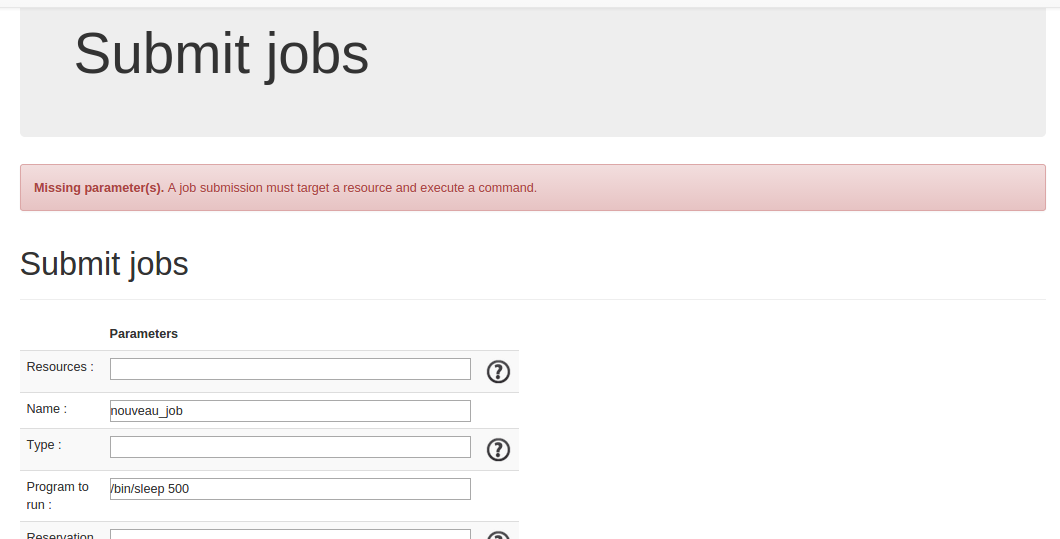 Submit jobs
Missing parameter(s). A job submission must target a resource and execute a command.
Submit jobs
Parameters
Resources :
Name : nouveau_job
Type :
Program to run : /bin/sleep 500
Reservation